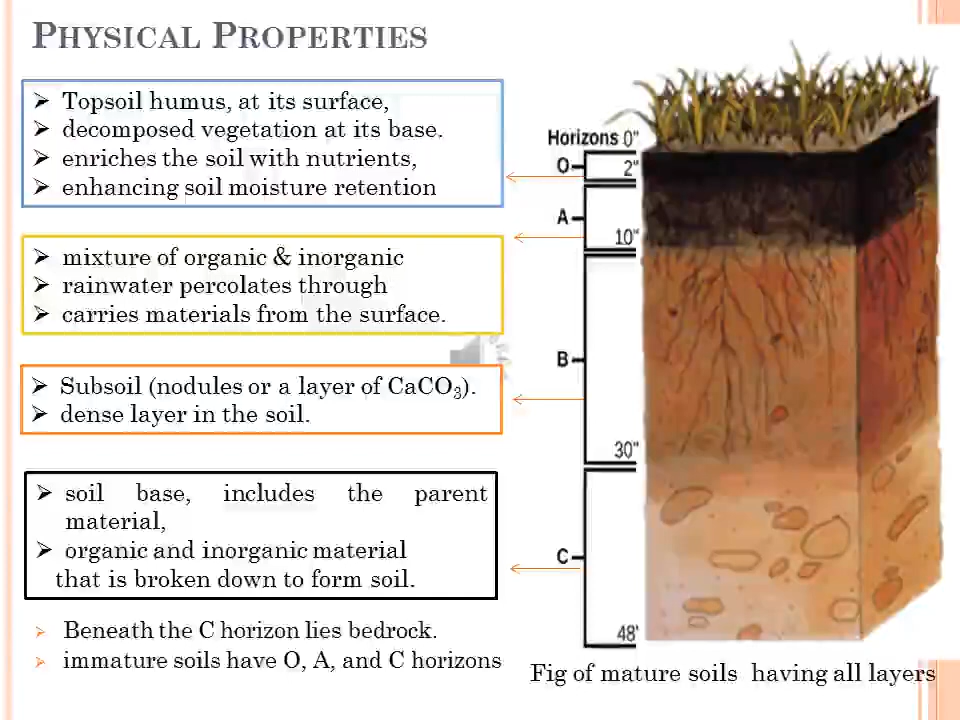 PHYSICAL PROPERTIES
➢ Topsoil humus, at its surface,
➢ decomposed vegetation at its base.
➢ enriches the soil with nutrients,
➢ enhancing soil moisture retention
➢ mixture of organic & inorganic
➢ rainwater percolates through
➢ carries materials from the surface.
➢ Subsoil (nodules or a layer of CaCO₃).
➢ dense layer in the soil.
➢ soil base, includes the parent
material,
➢ organic and inorganic material
that is broken down to form soil.
➢ Beneath the C horizon lies bedrock.
➢ immature soils have O, A, and C horizons
Horizons 0"
O
2"
A
10"
B
30"
C
48'
Fig of mature soils having all layers